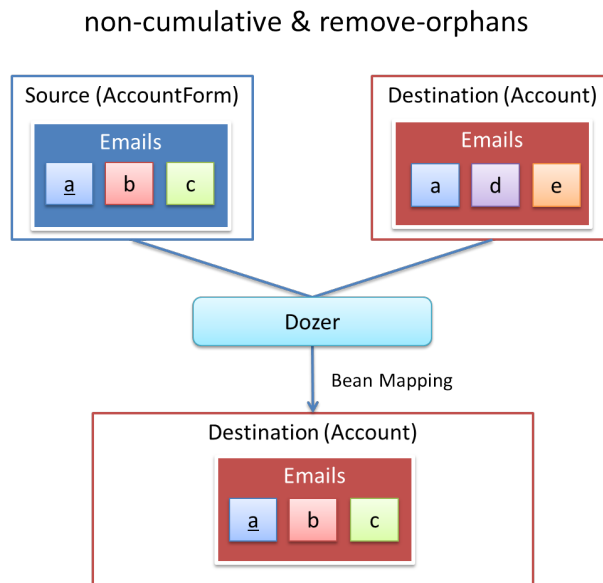 non-cumulative & remove-orphans
Source (AccountForm)
Emails
a b c
Destination (Account)
Emails
a d e
Dozer
Bean Mapping
Destination (Account)
Emails
a b c